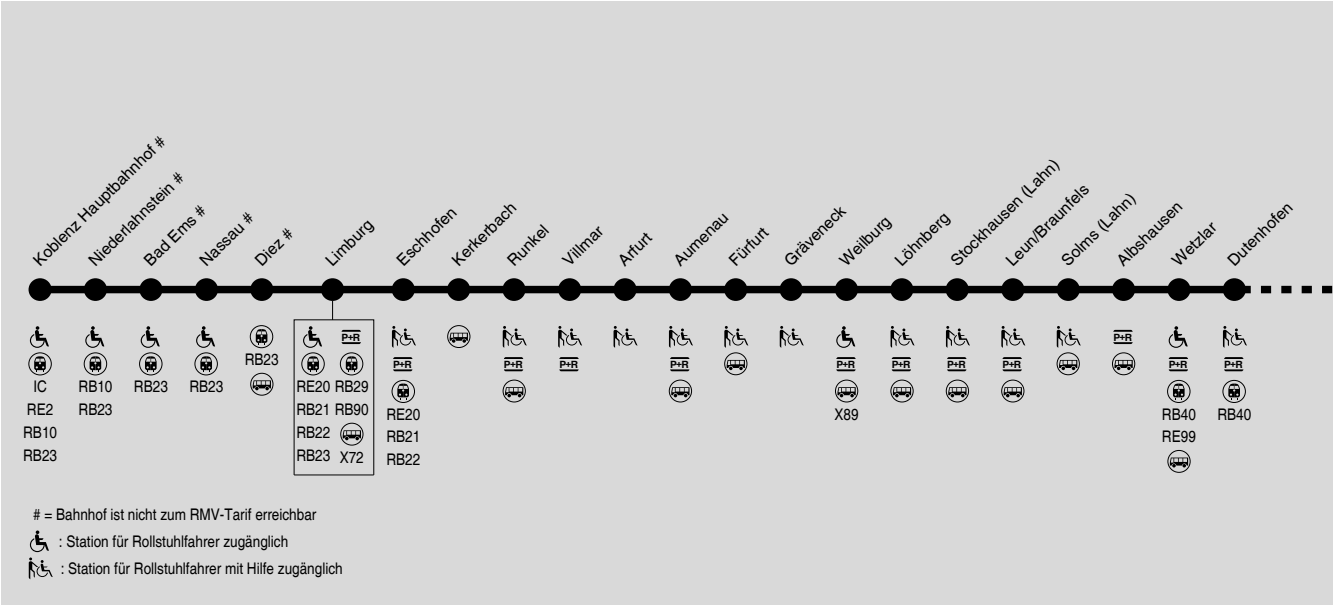 Koblenz Hauptbahnhof #
Niederlahnstein #
Bad Ems #
Nassau #
Diez #
Limburg
Eschhofen
Kerkerbach
Runkel
Villmar
Arfurt
Aumenau
Fürfurt
Gräveneck
Weilburg
Löhnberg
Stockhausen (Lahn)
Leun/Braunfels
Solms (Lahn)
Albshausen
Wetzlar
Dutenhofen
IC
RE2
RB10
RB23
RB10
RB23
RB23
RB23
RB23
P+R
RE20 RB29
RB21 RB90
RB22
RB23 X72
P+R
RE20
RB21
RB22
P+R
P+R
P+R
P+R
X89
P+R
P+R
P+R
P+R
P+R
RB40
RE99
P+R
RB40
# = Bahnhof ist nicht zum RMV-Tarif erreichbar
: Station für Rollstuhlfahrer zugänglich
: Station für Rollstuhlfahrer mit Hilfe zugänglich